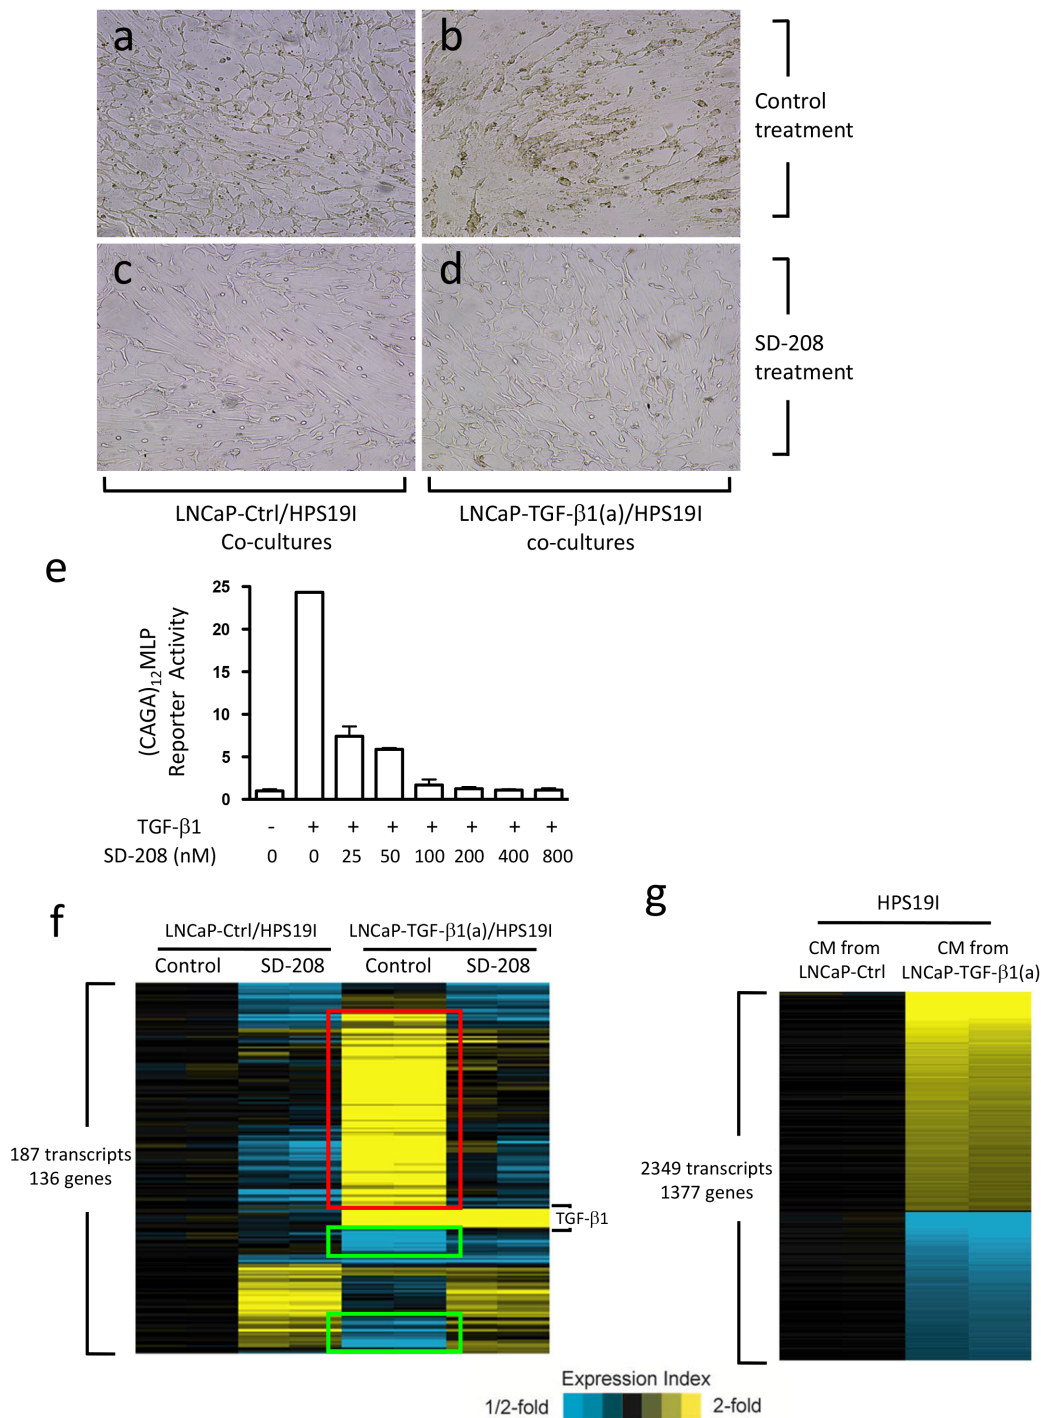 a
b
Control
treatment
c
d
SD-208
treatment
LNCaP-Ctrl/HPS19I
Co-cultures
LNCaP-TGF-β1(a)/HPS19I
co-cultures
e
(CAGA)12MLP
Reporter Activity
25
20
15
10
5
0
TGF-β1 - + + + + + + +
SD-208 (nM) 0 0 25 50 100 200 400 800
f
LNCaP-Ctrl/HPS19I LNCaP-TGF-β1(a)/HPS19I
Control SD-208 Control SD-208
187 transcripts
136 genes
TGF-β1
g
HPS19I
CM from
LNCaP-Ctrl
CM from
LNCaP-TGF-β1(a)
2349 transcripts
1377 genes
Expression Index
1/2-fold 2-fold